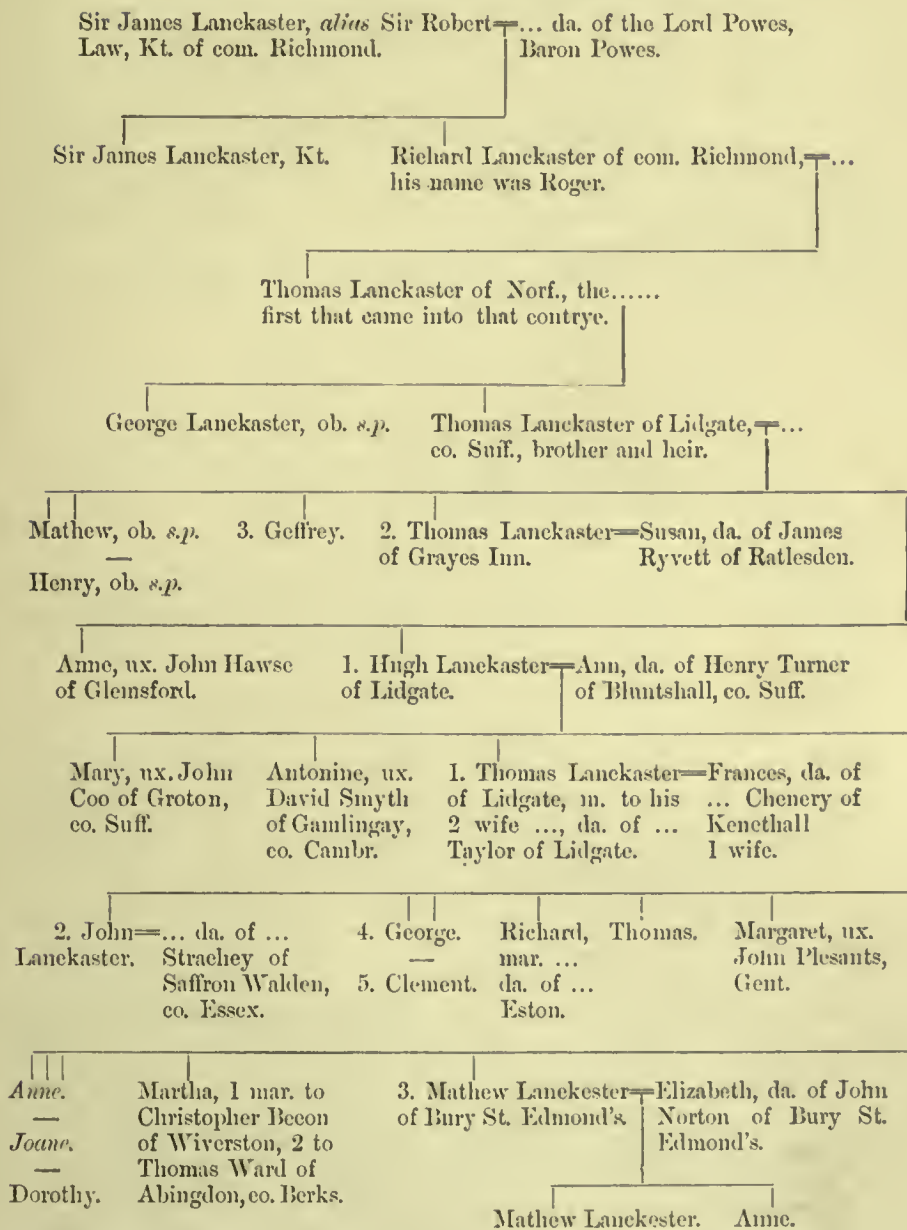 Sir James Lanckaster, alias Sir Robert=... da. of the Lord Powes,
Law, Kt. of com. Richmond. Baron Powes.
Sir James Lanckaster, Kt. Richard Lanckaster of com. Richmond,=...
his name was Roger.
Thomas Lanckaster of Norf., the......
first that came into that contrye.
George Lanckaster, ob. s.p. Thomas Lanckaster of Lidgate,=...
co. Suff., brother and heir.
Mathew, ob. s.p. 3. Geffrey. 2. Thomas Lanckaster=Susan, da. of James
— of Grayes Inn. Ryvett of Ratlesden.
Henry, ob. s.p.
Anne, ux. John Hawse 1. Hugh Lanckaster=Ann, da. of Henry Turner
of Glemsford. of Lidgate. of Bluntshall, co. Suff.
Mary, ux. John Antonine, ux. 1. Thomas Lanckaster=Frances, da. of
Coo of Groton, David Smyth of Lidgate, m. to his ... Chenery of
co. Suff. of Gamlingay, 2 wife ..., da. of ... Kenethall
co. Cambr. Taylor of Lidgate. 1 wife.
2. John=... da. of ... 4. George. Richard, Thomas. Margaret, ux.
Lanckaster. Strachey of — mar. ... John Plesants,
Saffron Walden, 5. Clement. da. of ... Gent.
co. Essex. Eston.
Anne. Martha, 1 mar. to 3. Mathew Lanckester=Elizabeth, da. of John
— Christopher Becon of Bury St. Edmond's. Norton of Bury St.
Joane. of Wiverston, 2 to Edmond's.
— Thomas Ward of
Dorothy. Abingdon, co. Berks.
Mathew Lanckester. Anne.